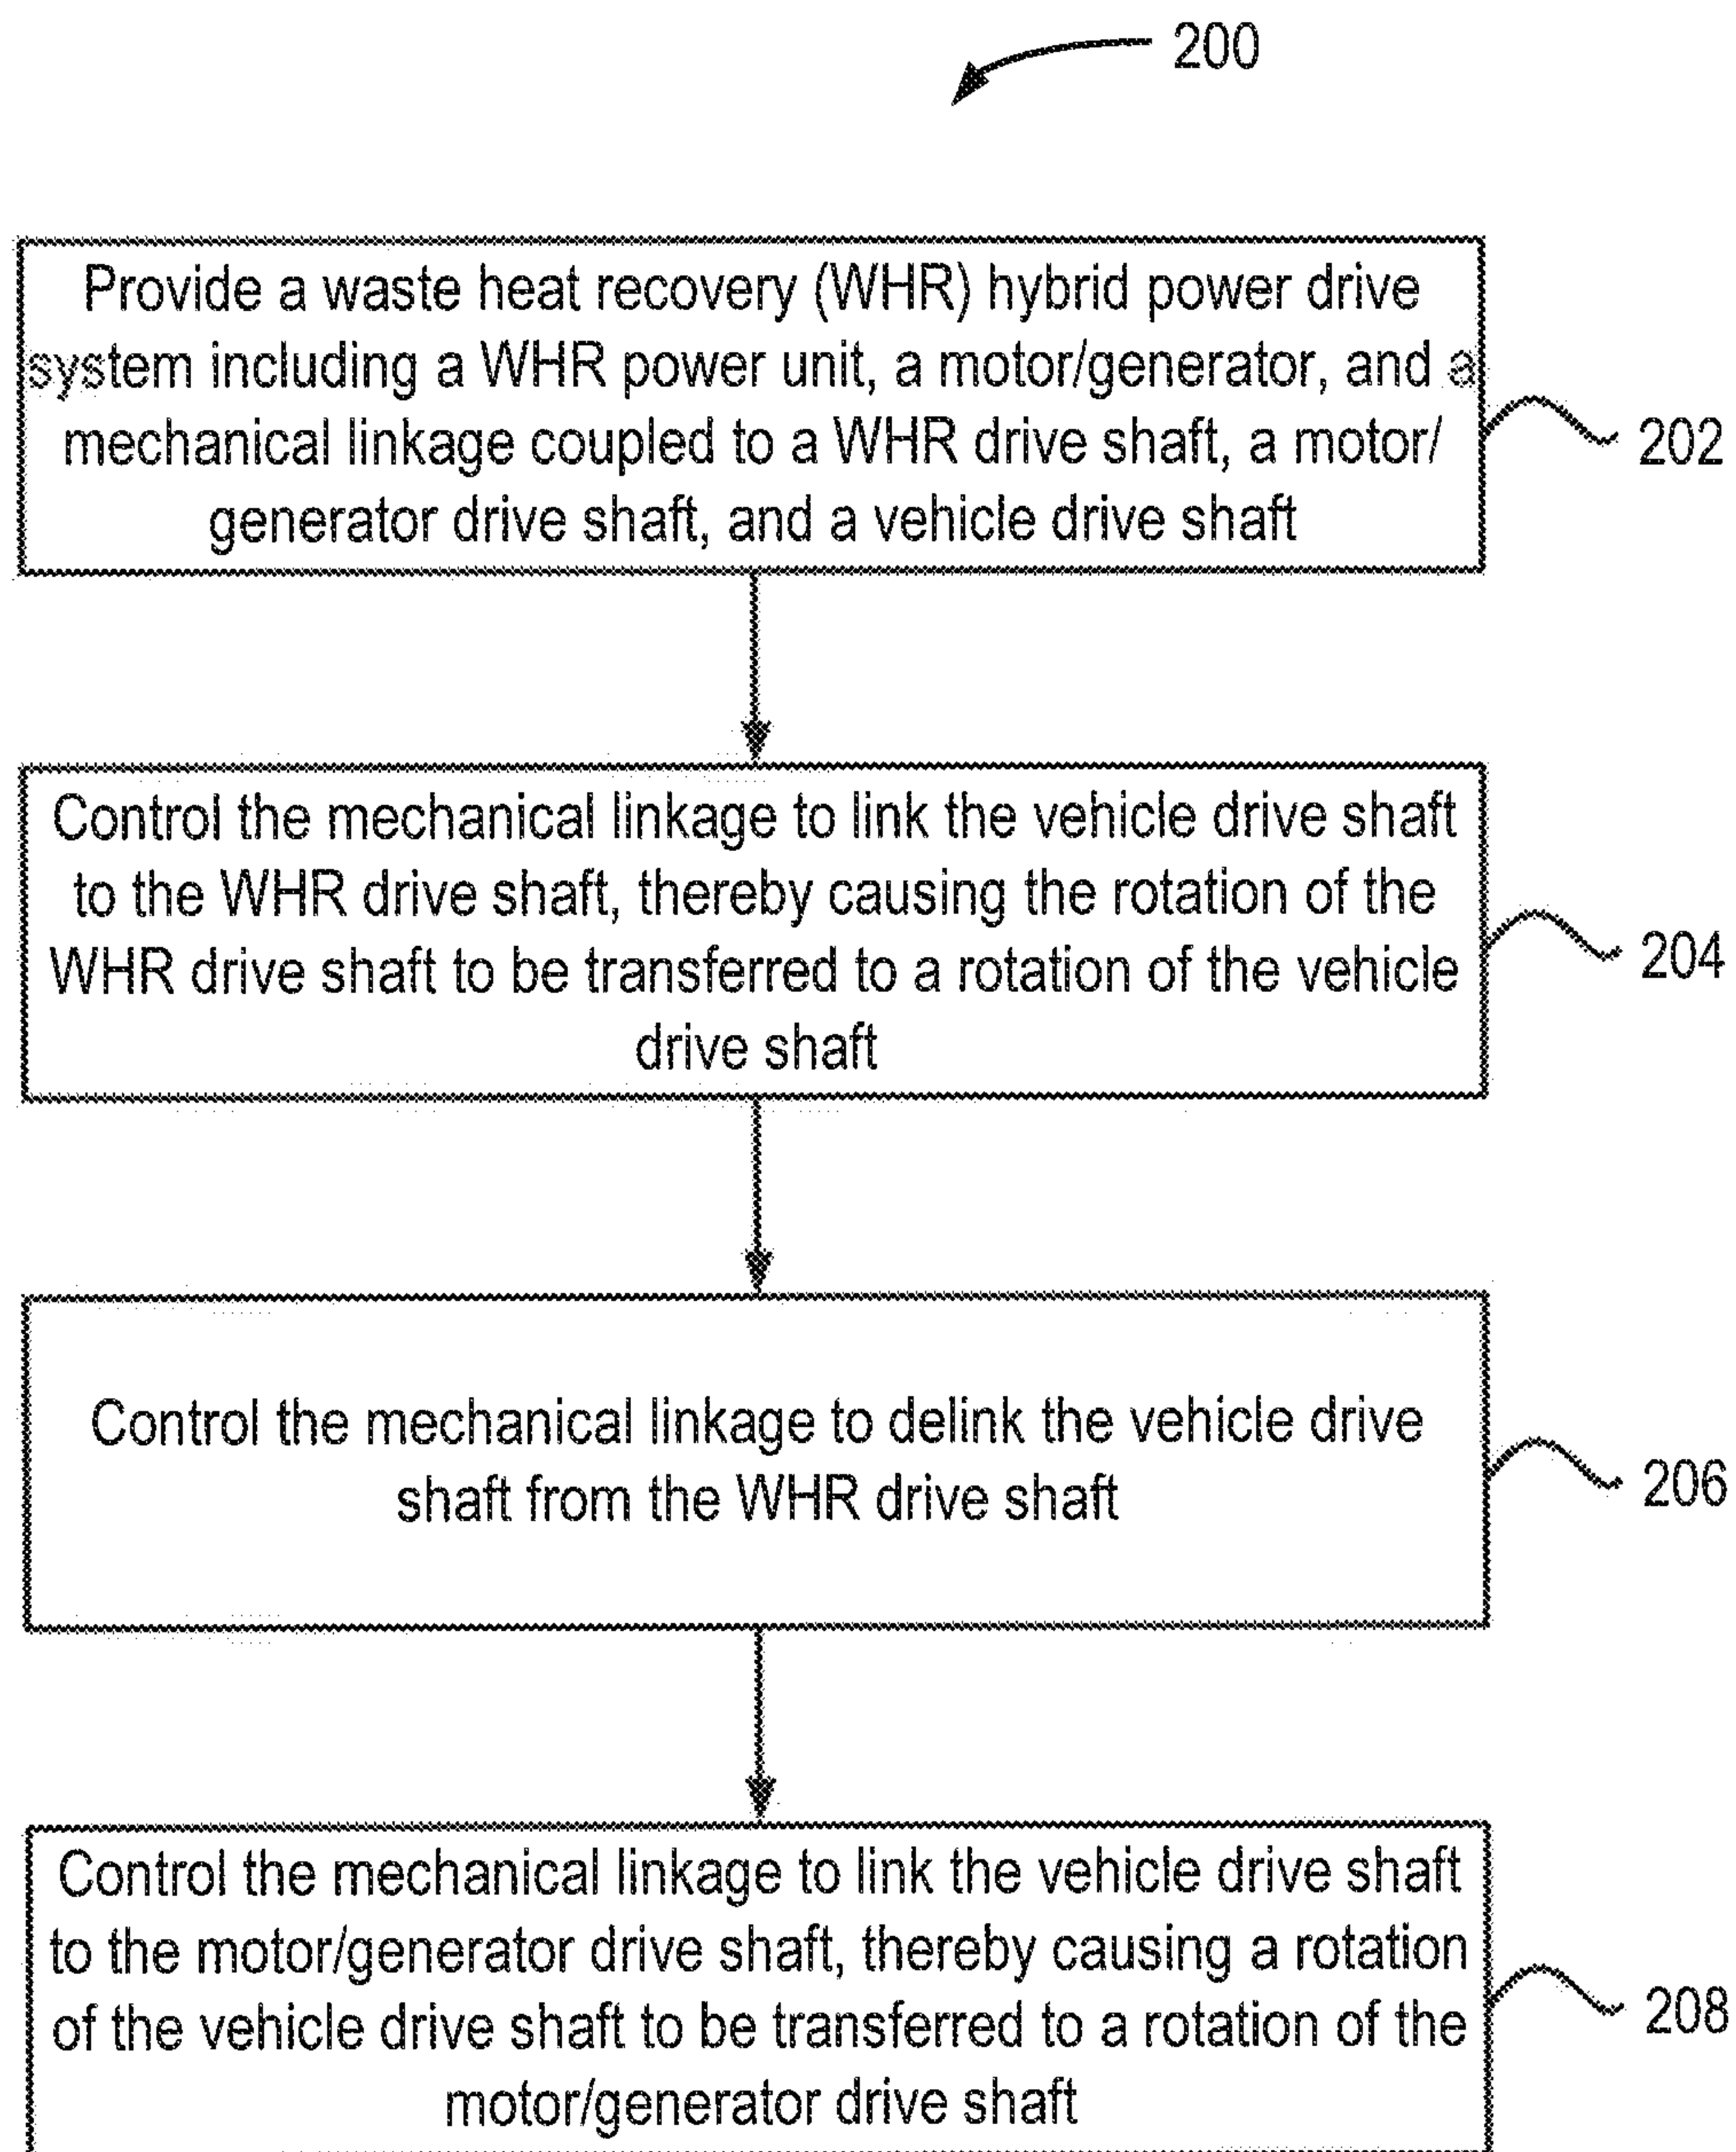 200
Provide a waste heat recovery (WHR) hybrid power drive
system including a WHR power unit, a motor/generator, and a
mechanical linkage coupled to a WHR drive shaft, a motor/
generator drive shaft, and a vehicle drive shaft
202
Control the mechanical linkage to link the vehicle drive shaft
to the WHR drive shaft, thereby causing the rotation of the
WHR drive shaft to be transferred to a rotation of the vehicle
drive shaft
204
Control the mechanical linkage to delink the vehicle drive
shaft from the WHR drive shaft
206
Control the mechanical linkage to link the vehicle drive shaft
to the motor/generator drive shaft, thereby causing a rotation
of the vehicle drive shaft to be transferred to a rotation of the
motor/generator drive shaft
208